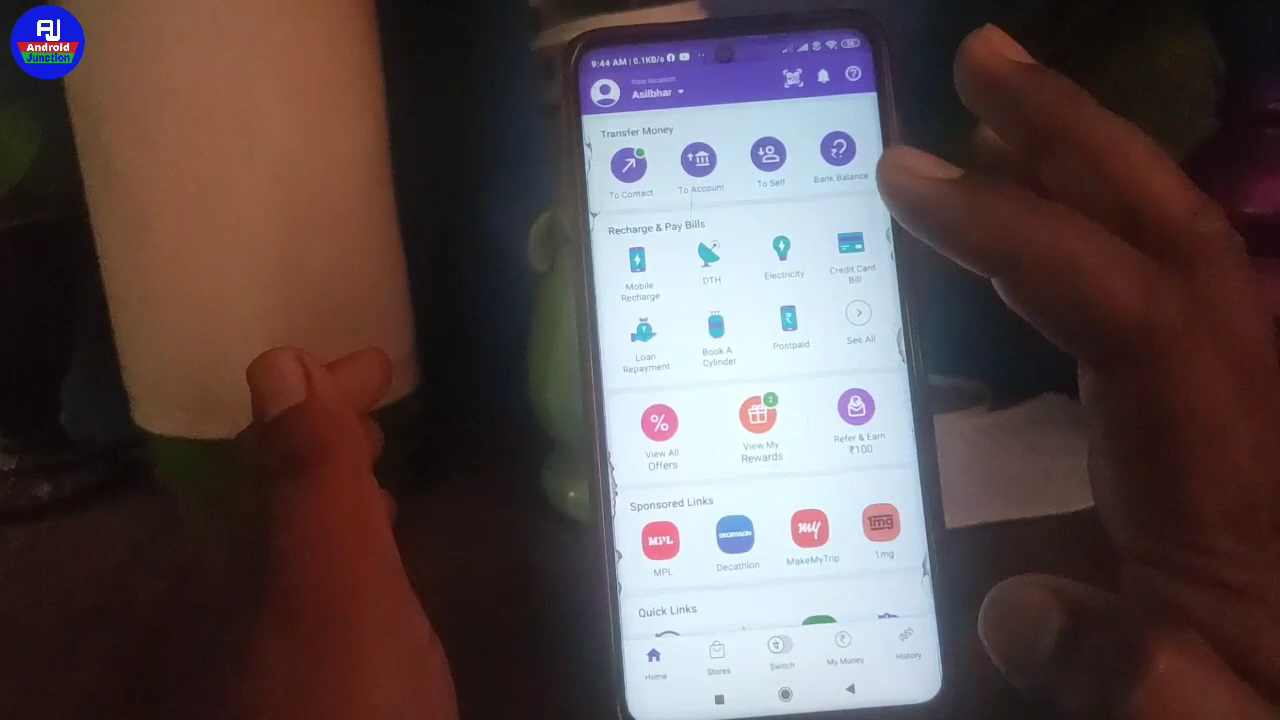 AJ
Android
Junction
9:44 AM | 0.1KB/s
Your location
Asilbhar
Transfer Money
To Contact
To Account
To Self
Bank Balance
Recharge & Pay Bills
Mobile
Recharge
DTH
Electricity
Credit Card
Bill
Loan
Repayment
Book A
Cylinder
Postpaid
See All
View All
Offers
View My
Rewards
Refer & Earn
₹100
Sponsored Links
MPL
DECATHLON
my
1mg
MPL
Decathlon
MakeMyTrip
1mg
Quick Links
Home
Stores
Switch
My Money
History